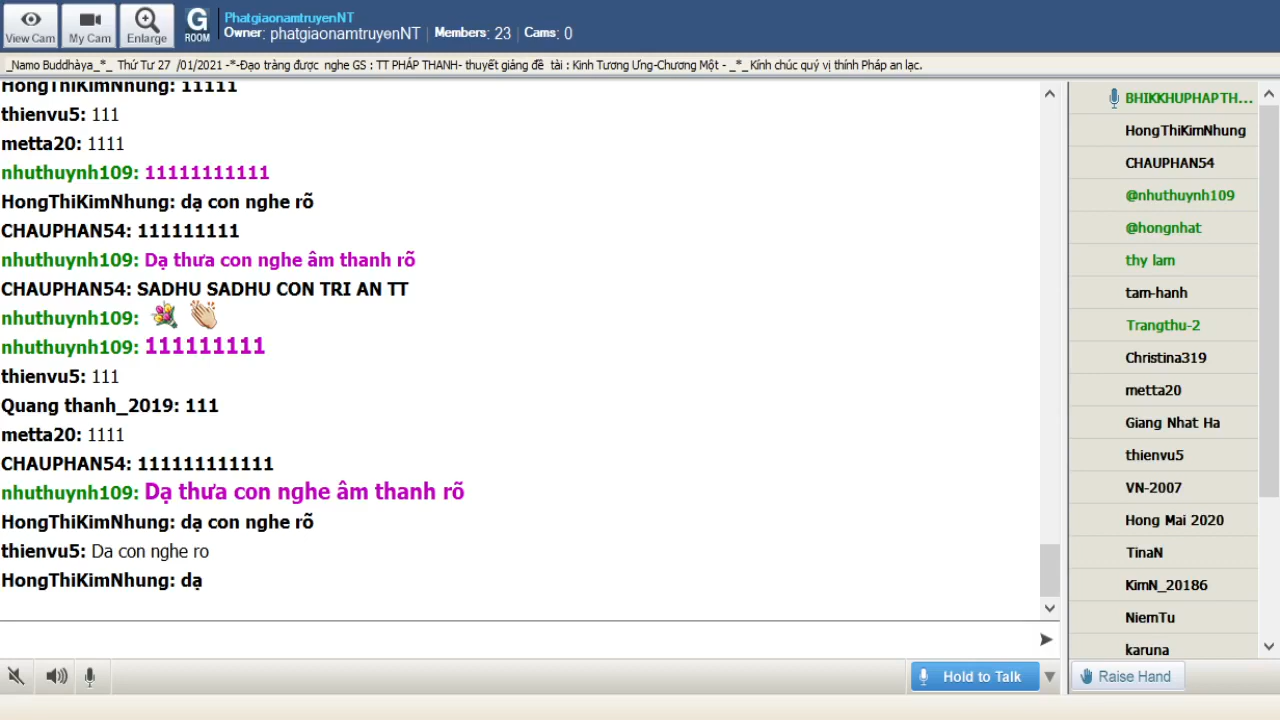 View Cam
My Cam
Enlarge
G
ROOM
PhatgiaonamtruyenNT
Owner: phatgiaonamtruyenNT | Members: 23 | Cams: 0
_Namo Buddhàya_*_ Thứ Tư 27 /01/2021 -*-Đạo tràng được nghe GS : TT PHÁP THANH- thuyết giảng đề tài : Kinh Tương Ưng-Chương Một - _*_Kính chúc quý vị thính Pháp an lạc.
HongThiKimNhung: 11111
thienvu5: 111
metta20: 1111
nhuthuynh109: 11111111111
HongThiKimNhung: dạ con nghe rõ
CHAUPHAN54: 111111111
nhuthuynh109: Dạ thưa con nghe âm thanh rõ
CHAUPHAN54: SADHU SADHU CON TRI AN TT
nhuthuynh109:
nhuthuynh109: 111111111
thienvu5: 111
Quang thanh_2019: 111
metta20: 1111
CHAUPHAN54: 111111111111
nhuthuynh109: Dạ thưa con nghe âm thanh rõ
HongThiKimNhung: dạ con nghe rõ
thienvu5: Da con nghe ro
HongThiKimNhung: dạ
Hold to Talk
BHIKKHUPHAPTH...
HongThiKimNhung
CHAUPHAN54
@nhuthuynh109
@hongnhat
thy lam
tam-hanh
Trangthu-2
Christina319
metta20
Giang Nhat Ha
thienvu5
VN-2007
Hong Mai 2020
TinaN
KimN_20186
NiemTu
karuna
Raise Hand